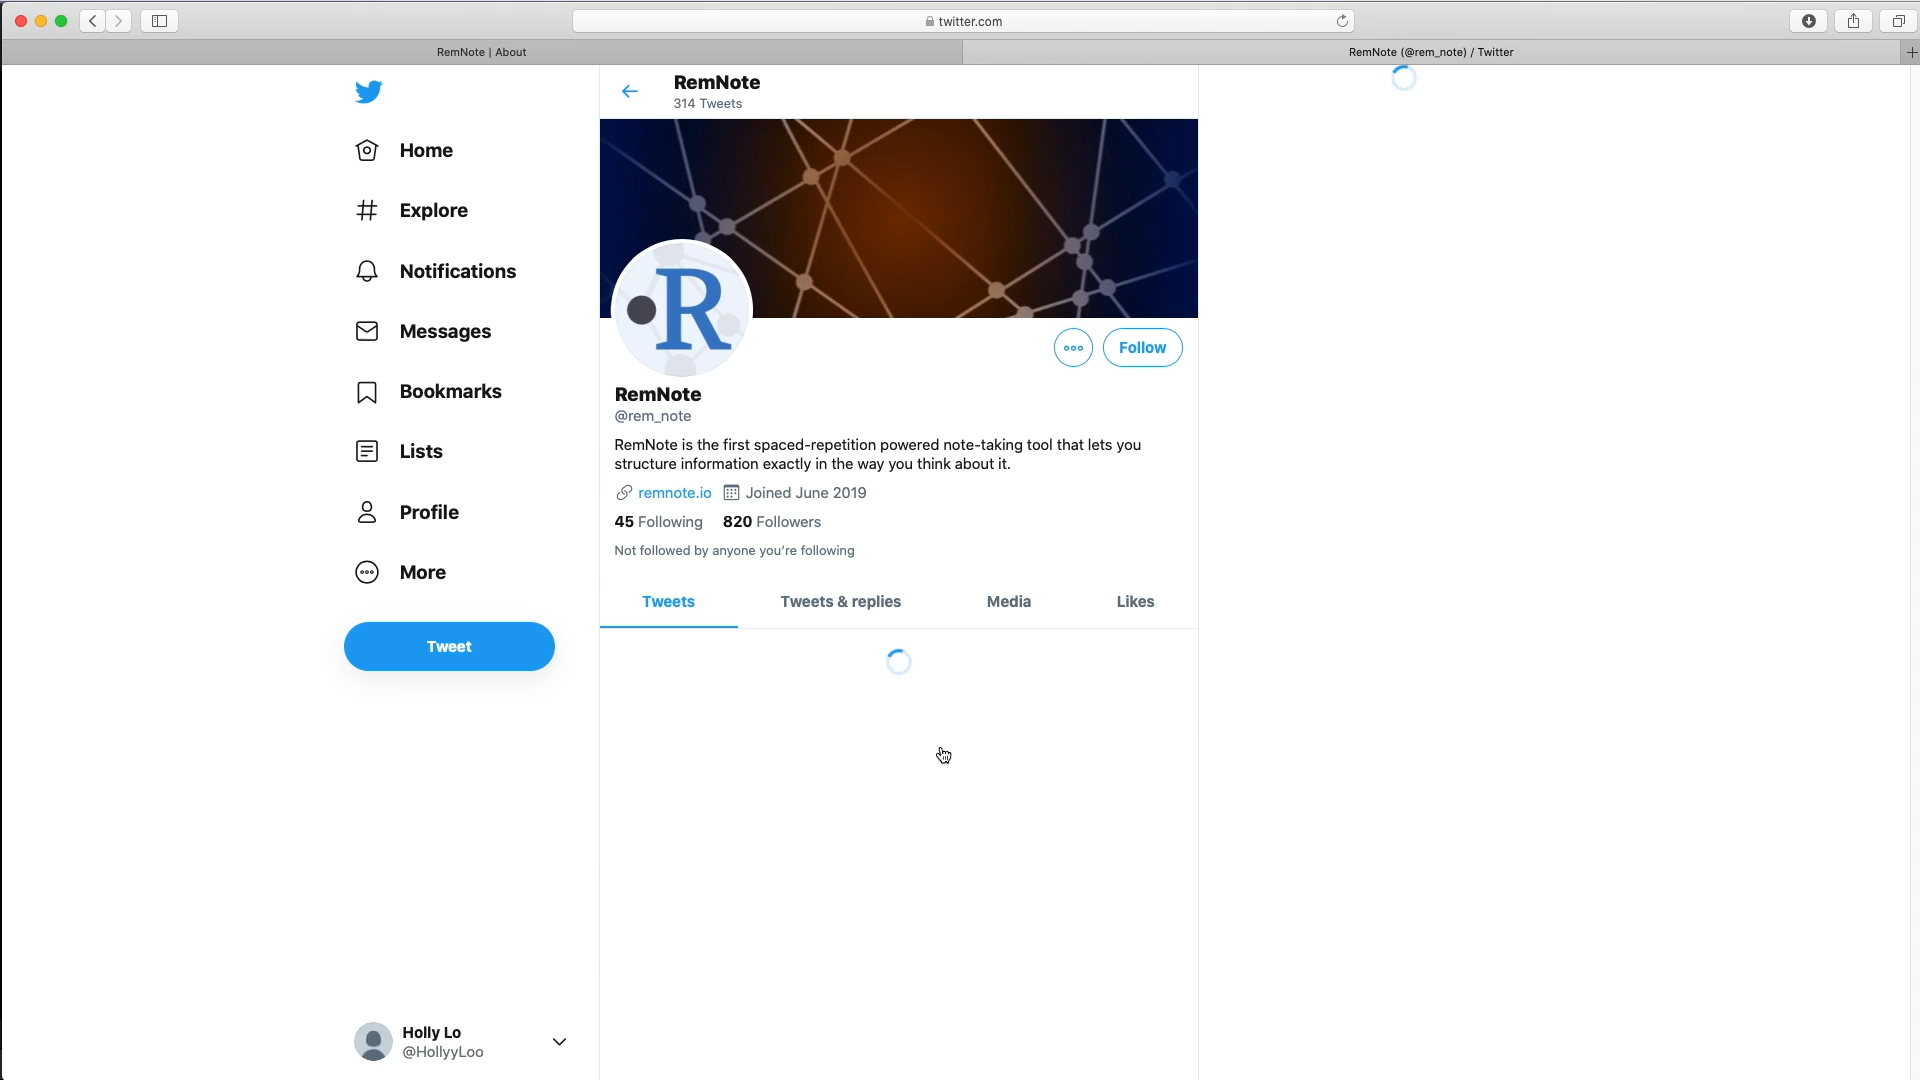 twitter.com
RemNote | About
RemNote (@rem_note) / Twitter
Home
Explore
Notifications
Messages
Bookmarks
Lists
Profile
More
Tweet
Holly Lo
@HollyyLoo
RemNote
314 Tweets
R
Follow
RemNote
@rem_note
RemNote is the first spaced-repetition powered note-taking tool that lets you
structure information exactly in the way you think about it.
remnote.io Joined June 2019
45 Following 820 Followers
Not followed by anyone you're following
Tweets Tweets & replies Media Likes